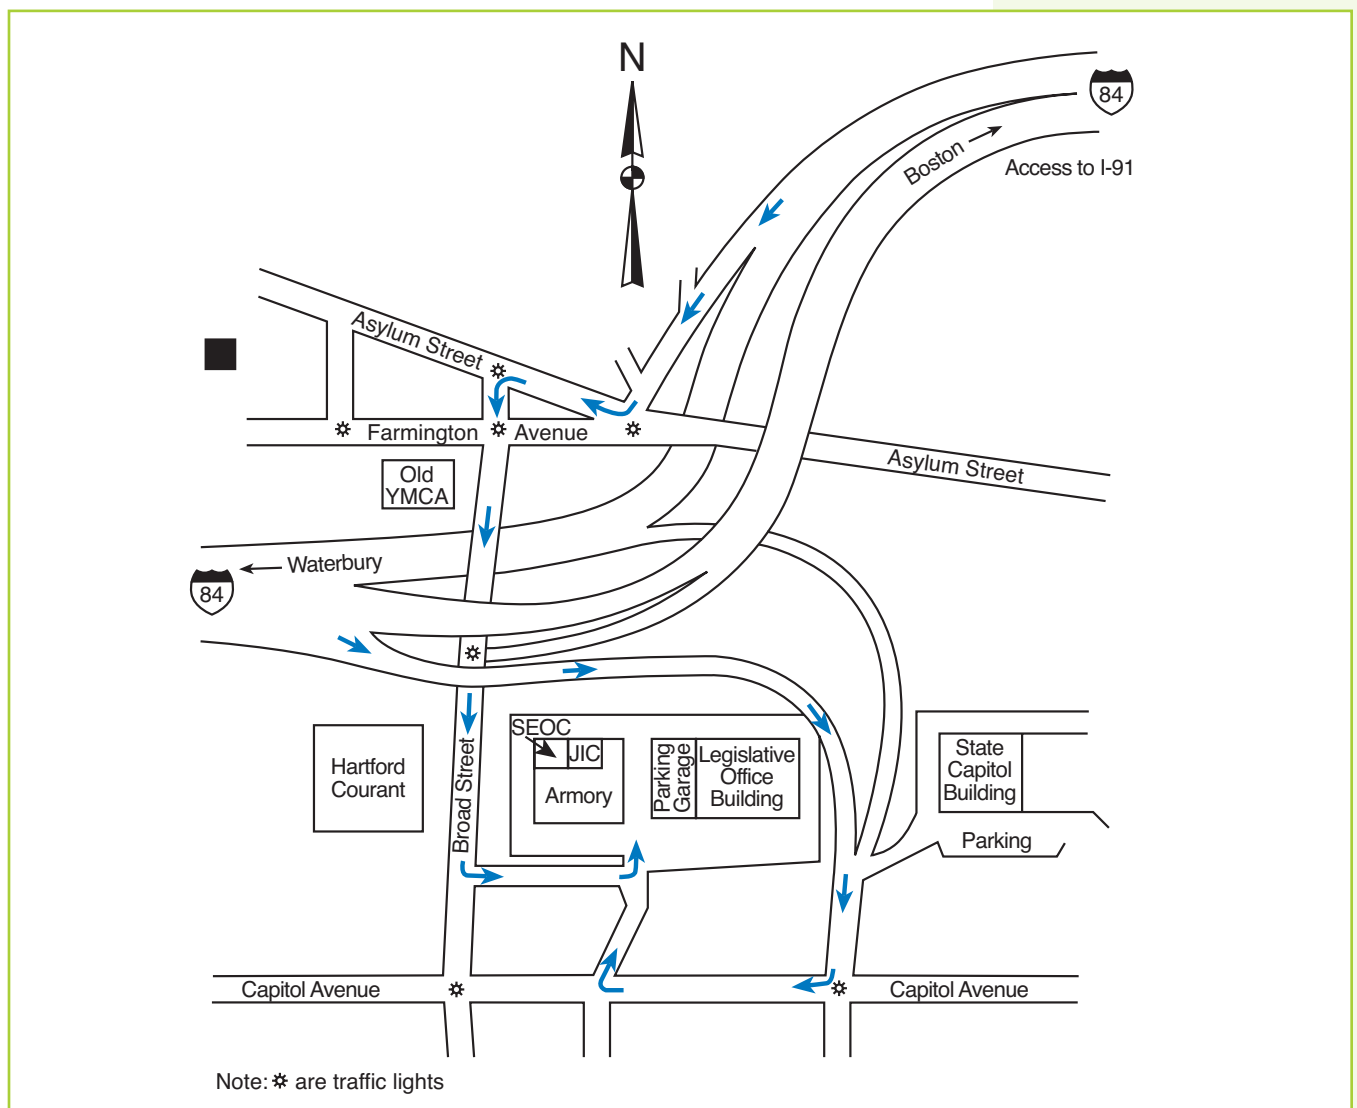 N
84
Boston
Access to I-91
Asylum Street
Farmington Avenue
Asylum Street
Old
YMCA
Waterbury
84
SEOC
JIC
Armory
Parking
Garage
Legislative
Office
Building
State
Capitol
Building
Parking
Hartford
Courant
Broad Street
Capitol Avenue
Capitol Avenue
Note: are traffic lights